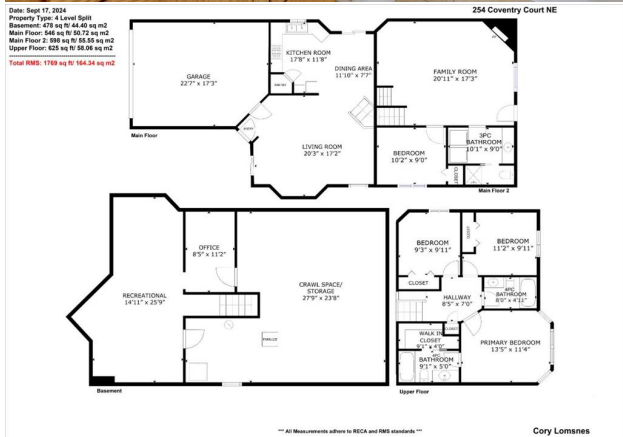 Date: Sept 17, 2024
Property Type: 4 Level Split
Basement: 478 sq ft/ 44.40 sq m2
Main Floor: 546 sq ft/ 50.72 sq m2
Main Floor 2: 598 sq ft/ 55.55 sq m2
Upper Floor: 625 sq ft/ 58.06 sq m2
Total RMS: 1769 sq ft/ 164.34 sq m2
254 Coventry Court NE
GARAGE
22'7" x 17'3"
KITCHEN ROOM
17'8" x 11'8"
DINING AREA
11'10" x 7'7"
LIVING ROOM
20'3" x 17'2"
Main Floor
FAMILY ROOM
20'11" x 17'3"
BEDROOM
10'2" x 9'0"
3PC
BATHROOM
10'1" x 9'0"
CLOSET
Main Floor 2
RECREATIONAL
14'11" x 25'9"
OFFICE
8'5" x 11'2"
CRAWL SPACE/
STORAGE
27'9" x 23'8"
Basement
BEDROOM
9'3" x 9'11"
CLOSET
BEDROOM
11'2" x 9'11"
CLOSET
HALLWAY
8'5" x 7'0"
4PC
BATHROOM
8'0" x 4'11"
CLOSET
WALK IN
CLOSET
9'1" x 4'0"
4PC
BATHROOM
9'1" x 5'0"
PRIMARY BEDROOM
13'5" x 11'4"
Upper Floor
*** All Measurements adhere to RECA and RMS standards ***
Cory Lomsnes